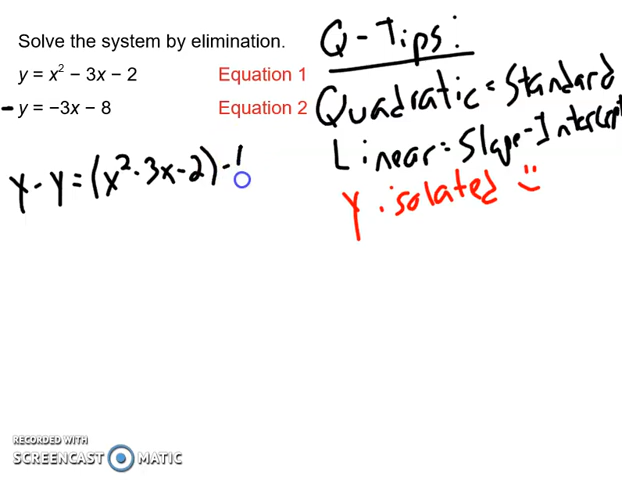 Solve the system by elimination.
y = x² − 3x − 2 Equation 1
− y = −3x − 8 Equation 2
y - y = (x² - 3x - 2) -
Q - Tips:
Quadratic = Standard
Linear = Slope - Intercept
y isolated :)
RECORDED WITH
SCREENCAST MATIC